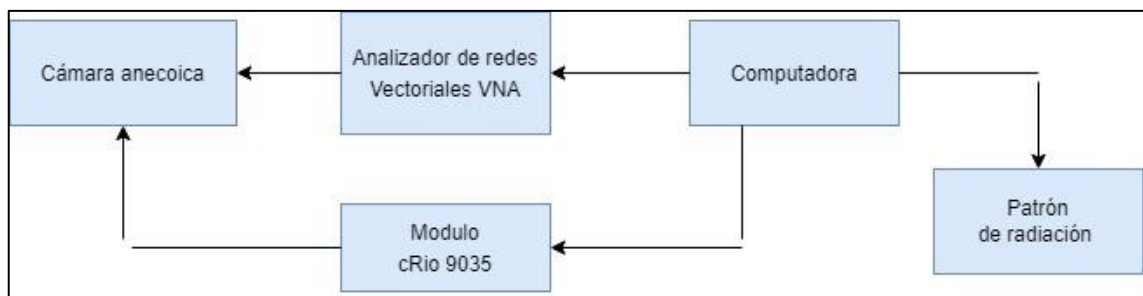 Cámara anecoica
Analizador de redes
Vectoriales VNA
Computadora
Modulo
cRio 9035
Patrón
de radiación